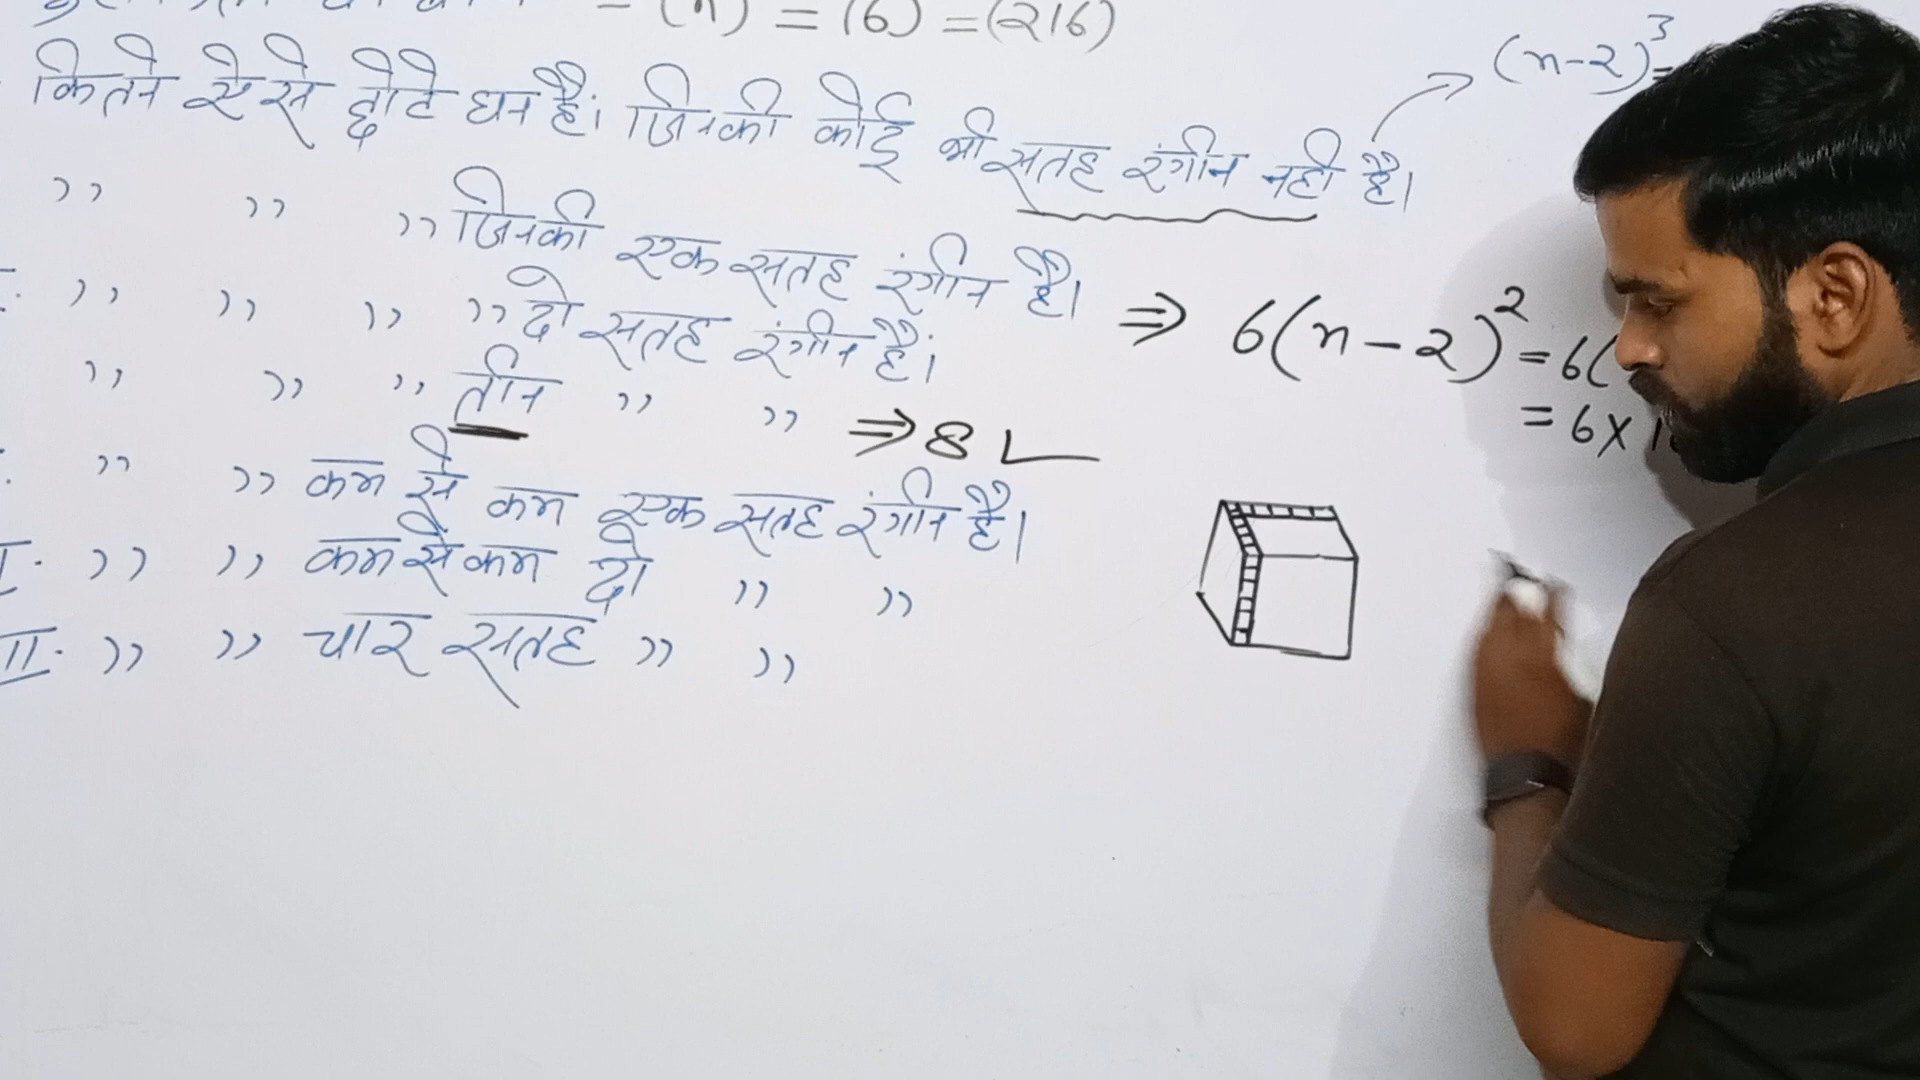 = (n) = (6) = (216)
(n-2)³=
कितने ऐसे छोटे घन हैं। जिनकी कोई भी सतह रंगीन नही है।
,, ,, ,, जिनकी एक सतह रंगीन है। ⇒ 6(n-2)² = 6(
,, ,, ,, ,, दो सतह रंगीन हैं।
= 6×1
,, ,, ,, तीन ,, ,, ⇒ 8 ✓
,, ,, कम से कम एक सतह रंगीन है।
,, ,, कम से कम दो ,, ,,
,, ,, चार सतह ,, ,,